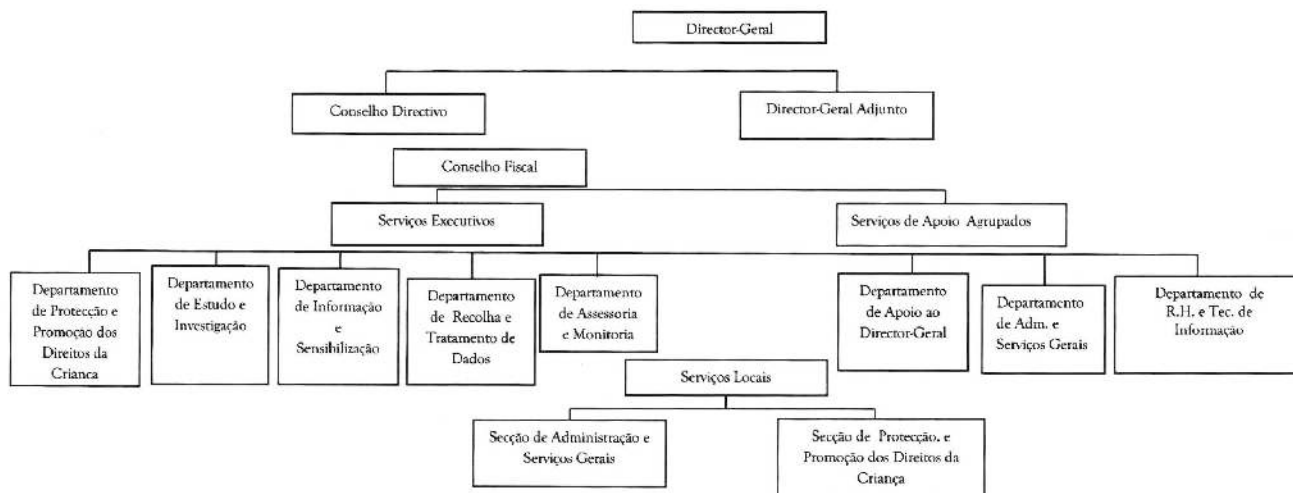 Director-Geral
Conselho Directivo
Director-Geral Adjunto
Conselho Fiscal
Serviços Executivos
Serviços de Apoio Agrupados
Departamento
de Protecção e
Promoção dos
Direitos da
Crianca
Departamento
de Estudo e
Investigação
Departamento
de Informação
e
Sensibilização
Departamento
de Recolha e
Tratamento de
Dados
Departamento
de Assessoria
e Monitoria
Departamento
de Apoio ao
Director-Geral
Departamento
de Adm. e
Serviços Gerais
Departamento de
R.H. e Tec. de
Informação
Serviços Locais
Secção de Administração e
Serviços Gerais
Secção de Protecção. e
Promoção dos Direitos da
Criança